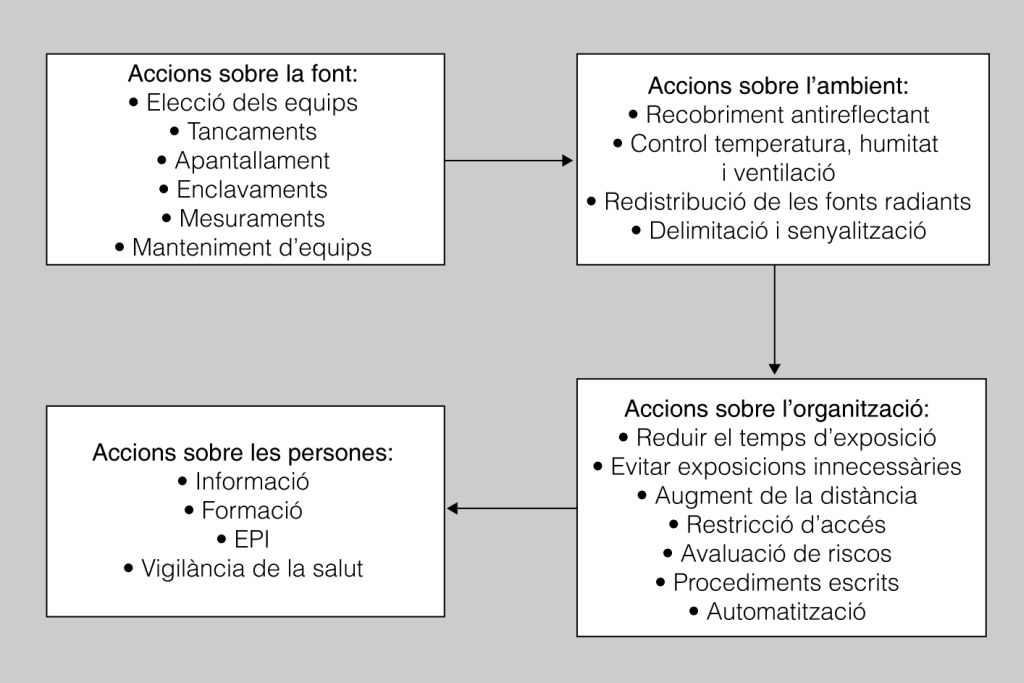 Accions sobre la font:
• Elecció dels equips
• Tancaments
• Apantallament
• Enclavaments
• Mesuraments
• Manteniment d’equips
Accions sobre l’ambient:
• Recobriment antireflectant
• Control temperatura, humitat
i ventilació
• Redistribució de les fonts radiants
• Delimitació i senyalització
Accions sobre l’organització:
• Reduir el temps d’exposició
• Evitar exposicions innecessàries
• Augment de la distància
• Restricció d’accés
• Avaluació de riscos
• Procediments escrits
• Automatització
Accions sobre les persones:
• Informació
• Formació
• EPI
• Vigilància de la salut